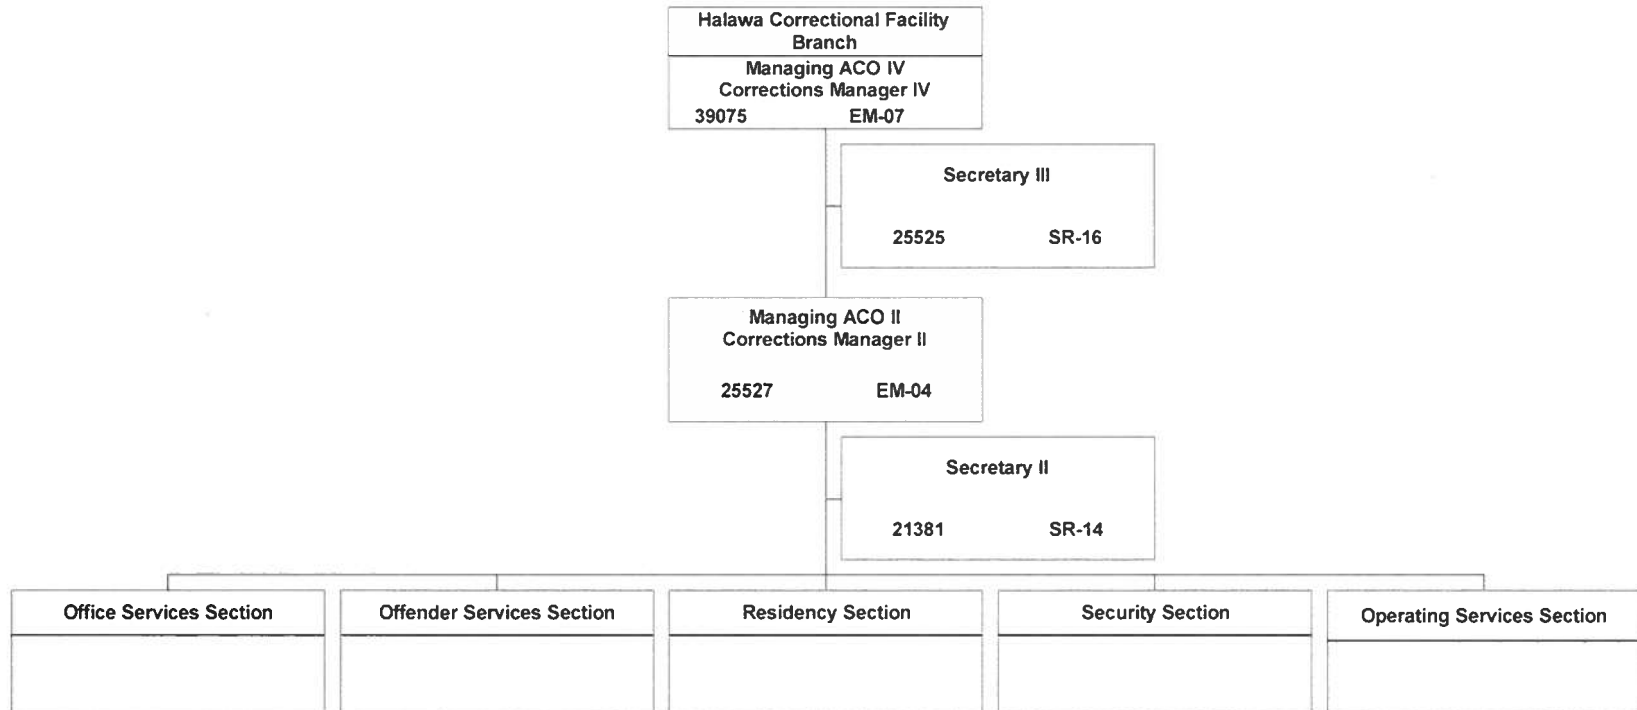 Halawa Correctional Facility
Branch
Managing ACO IV
Corrections Manager IV
39075 EM-07
Secretary III
25525 SR-16
Managing ACO II
Corrections Manager II
25527 EM-04
Secretary II
21381 SR-14
Office Services Section
Offender Services Section
Residency Section
Security Section
Operating Services Section